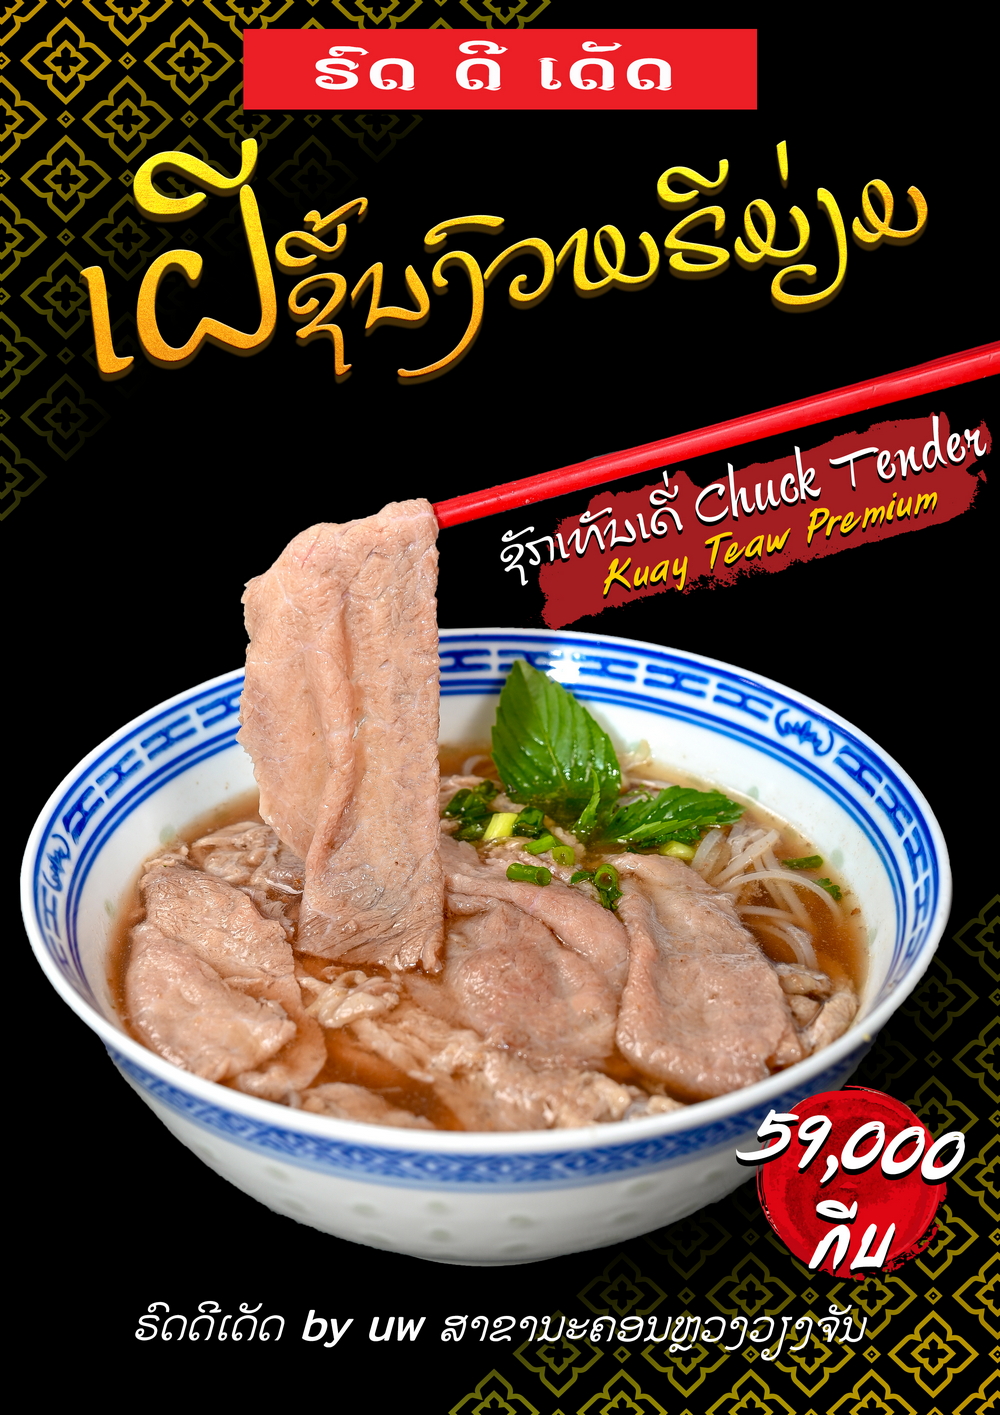 ຣົດ ດີ ເດັດ
ເຝີຊີ້ນງົວພຣີມຽ່ມ
ຊັກເທັນເດີ່ Chuck Tender
Kuay Teaw Premium
59,000
ກີບ
ຣົດດີເດັດ by uw ສາຂານະຄອນຫຼວງວຽງຈັນ